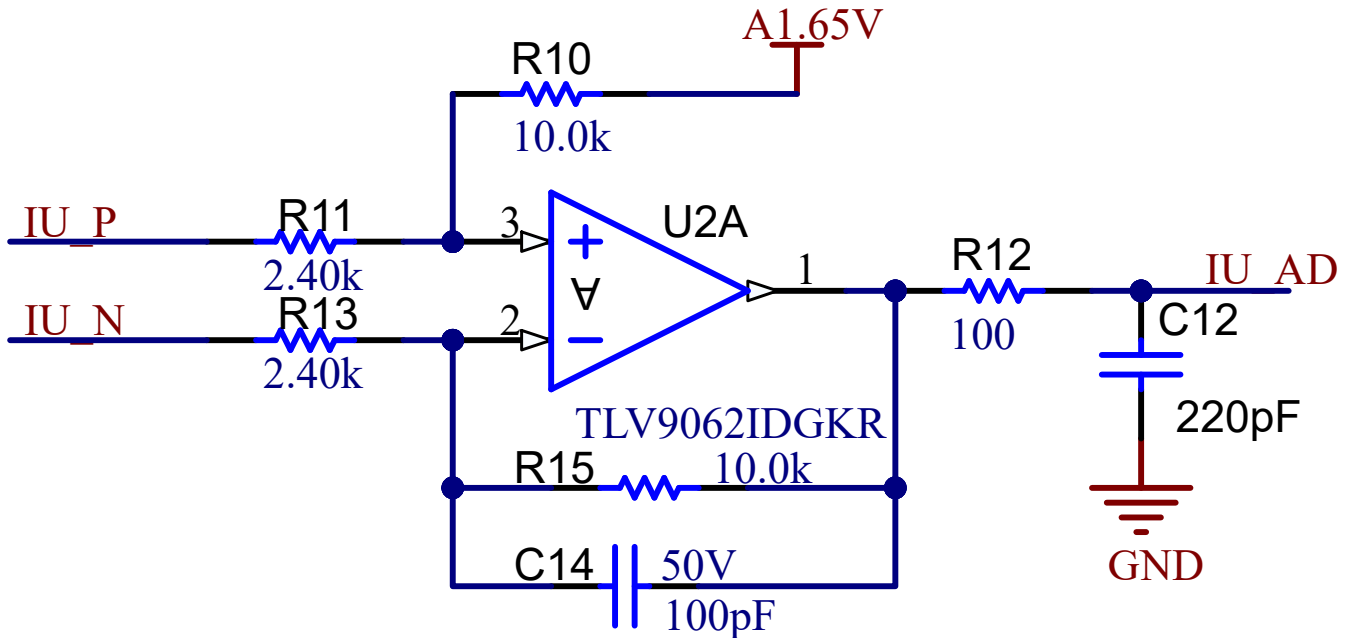 A1.65V
R10
10.0k
IU_P
R11
2.40k
3
+
U2A
A
1
R12
100
IU_AD
C12
220pF
GND
IU_N
R13
2.40k
2
TLV9062IDGKR
R15
10.0k
C14
50V
100pF